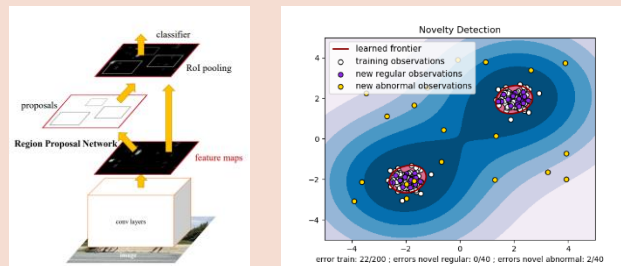 classifier
RoI pooling
proposals
Region Proposal Network
feature maps
conv layers
image
Novelty Detection
learned frontier
training observations
new regular observations
new abnormal observations
4
2
0
−2
−4
−4
−2
0
2
4
error train: 22/200 ; errors novel regular: 0/40 ; errors novel abnormal: 2/40